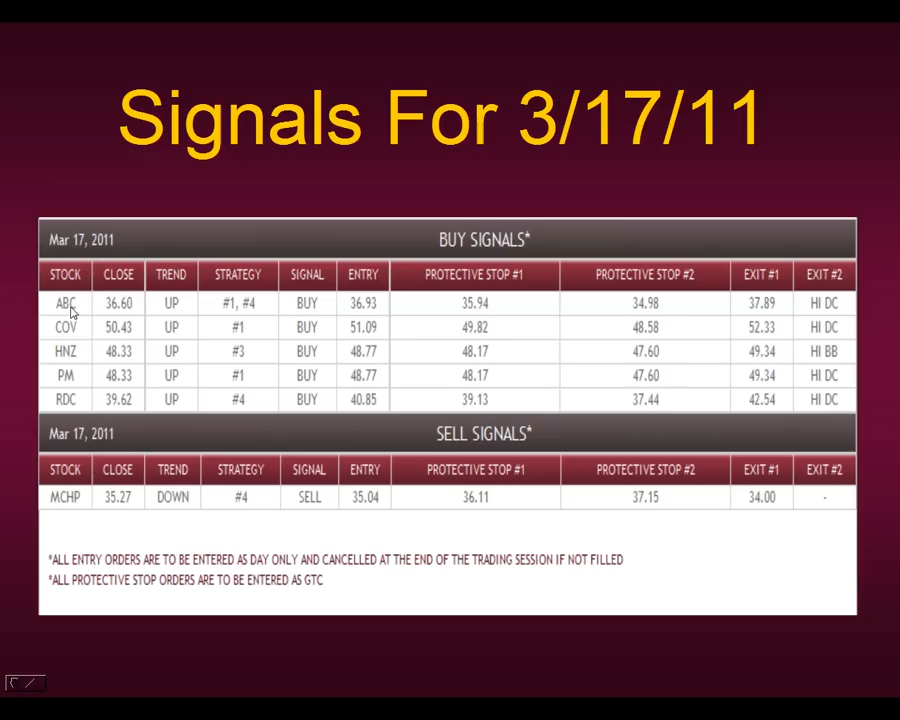 Signals For 3/17/11
Mar 17, 2011 BUY SIGNALS*
STOCK CLOSE TREND STRATEGY SIGNAL ENTRY PROTECTIVE STOP #1 PROTECTIVE STOP #2 EXIT #1 EXIT #2
ABC 36.60 UP #1, #4 BUY 36.93 35.94 34.98 37.89 HI DC
COV 50.43 UP #1 BUY 51.09 49.82 48.58 52.33 HI DC
HNZ 48.33 UP #3 BUY 48.77 48.17 47.60 49.34 HI BB
PM 48.33 UP #1 BUY 48.77 48.17 47.60 49.34 HI DC
RDC 39.62 UP #4 BUY 40.85 39.13 37.44 42.54 HI DC
Mar 17, 2011 SELL SIGNALS*
STOCK CLOSE TREND STRATEGY SIGNAL ENTRY PROTECTIVE STOP #1 PROTECTIVE STOP #2 EXIT #1 EXIT #2
MCHP 35.27 DOWN #4 SELL 35.04 36.11 37.15 34.00 -
*ALL ENTRY ORDERS ARE TO BE ENTERED AS DAY ONLY AND CANCELLED AT THE END OF THE TRADING SESSION IF NOT FILLED
*ALL PROTECTIVE STOP ORDERS ARE TO BE ENTERED AS GTC